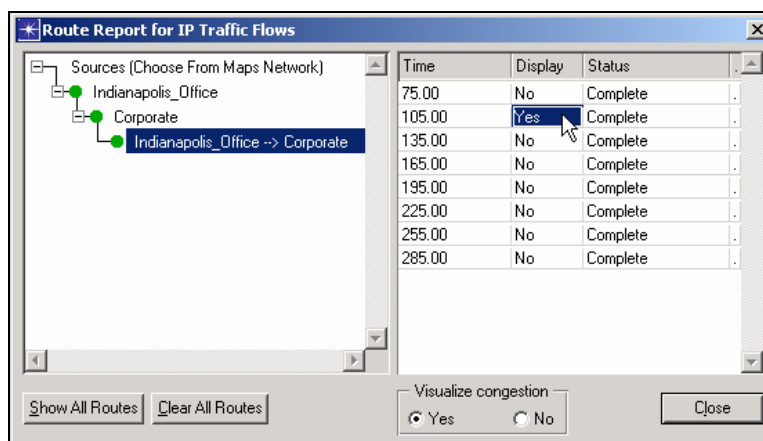 Route Report for IP Traffic Flows
Sources (Choose From Maps Network)
Indianapolis_Office
Corporate
Indianapolis_Office --> Corporate
Time Display Status .
75.00 No Complete .
105.00 Yes Complete .
135.00 No Complete .
165.00 No Complete .
195.00 No Complete .
225.00 No Complete .
255.00 No Complete .
285.00 No Complete .
Show All Routes Clear All Routes
Visualize congestion
Yes No
Close